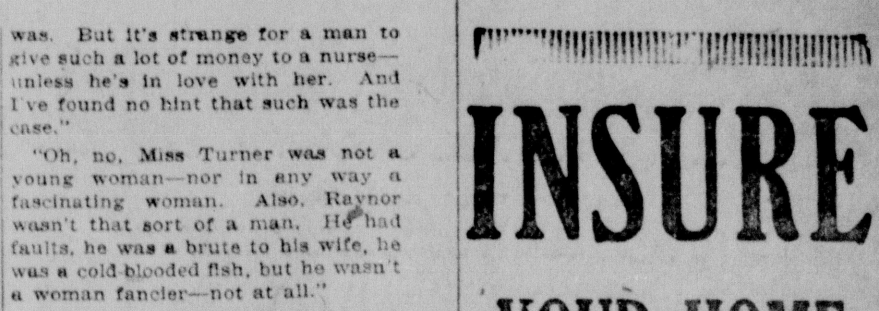 was. But it's strange for a man to
give such a lot of money to a nurse—
unless he's in love with her. And
I've found no hint that such was the
case."
"Oh, no, Miss Turner was not a
young woman—nor in any way a
fascinating woman. Also, Raynor
wasn't that sort of a man. He had
faults, he was a brute to his wife, he
was a cold-blooded fish, but he wasn't
a woman fancier—not at all."
INSURE
YOUR HOME